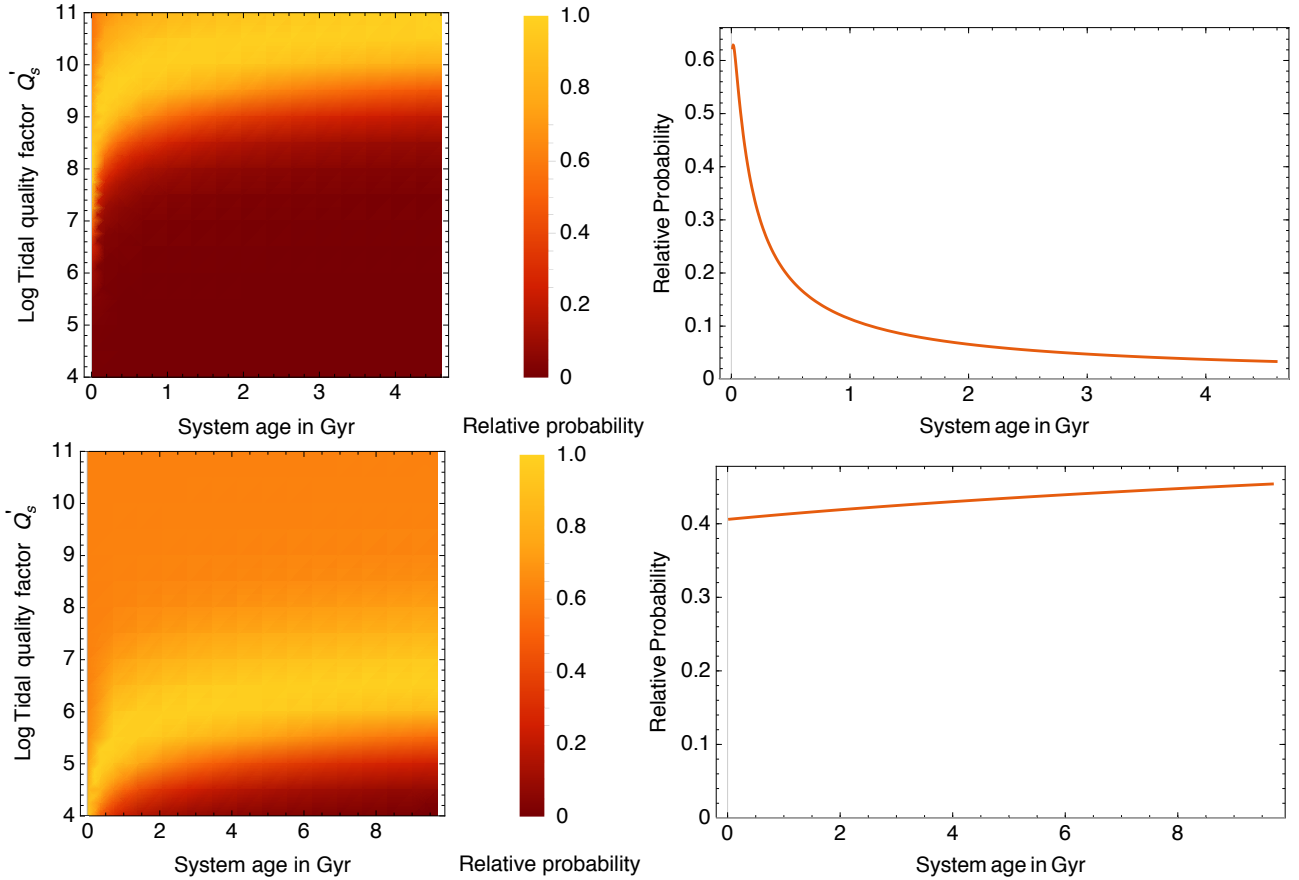 11
10
9
8
7
6
5
4
Log Tidal quality factor Q's
0 1 2 3 4
System age in Gyr
1.0
0.8
0.6
0.4
0.2
0
Relative probability
0.6
0.5
0.4
0.3
0.2
0.1
0
Relative Probability
0 1 2 3 4
System age in Gyr
11
10
9
8
7
6
5
4
Log Tidal quality factor Q's
0 2 4 6 8
System age in Gyr
1.0
0.8
0.6
0.4
0.2
0
Relative probability
0.4
0.3
0.2
0.1
0
Relative Probability
0 2 4 6 8
System age in Gyr